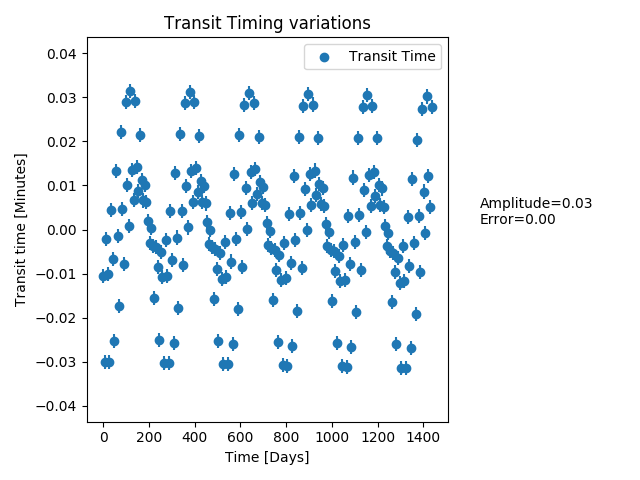 Transit Timing variations
Transit Time
Transit time [Minutes]
0.04
0.03
0.02
0.01
0.00
−0.01
−0.02
−0.03
−0.04
0 200 400 600 800 1000 1200 1400
Time [Days]
Amplitude=0.03
Error=0.00